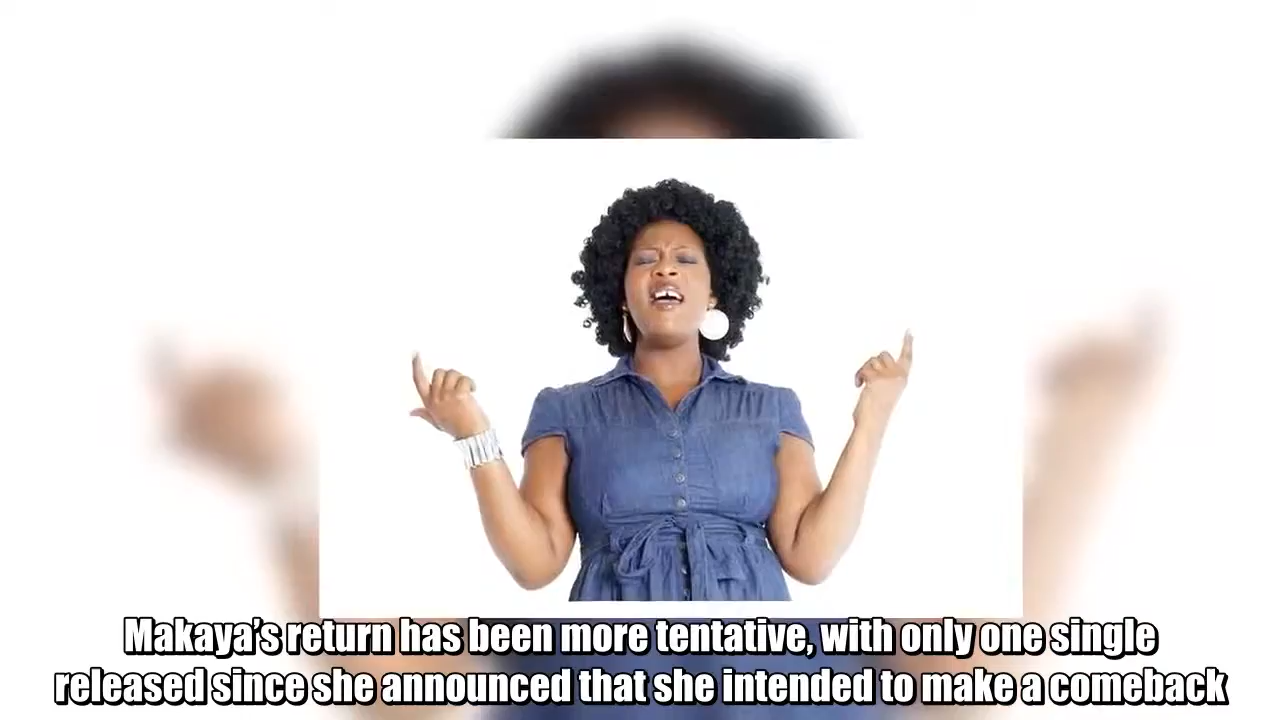 Makaya’s return has been more tentative, with only one single
released since she announced that she intended to make a comeback